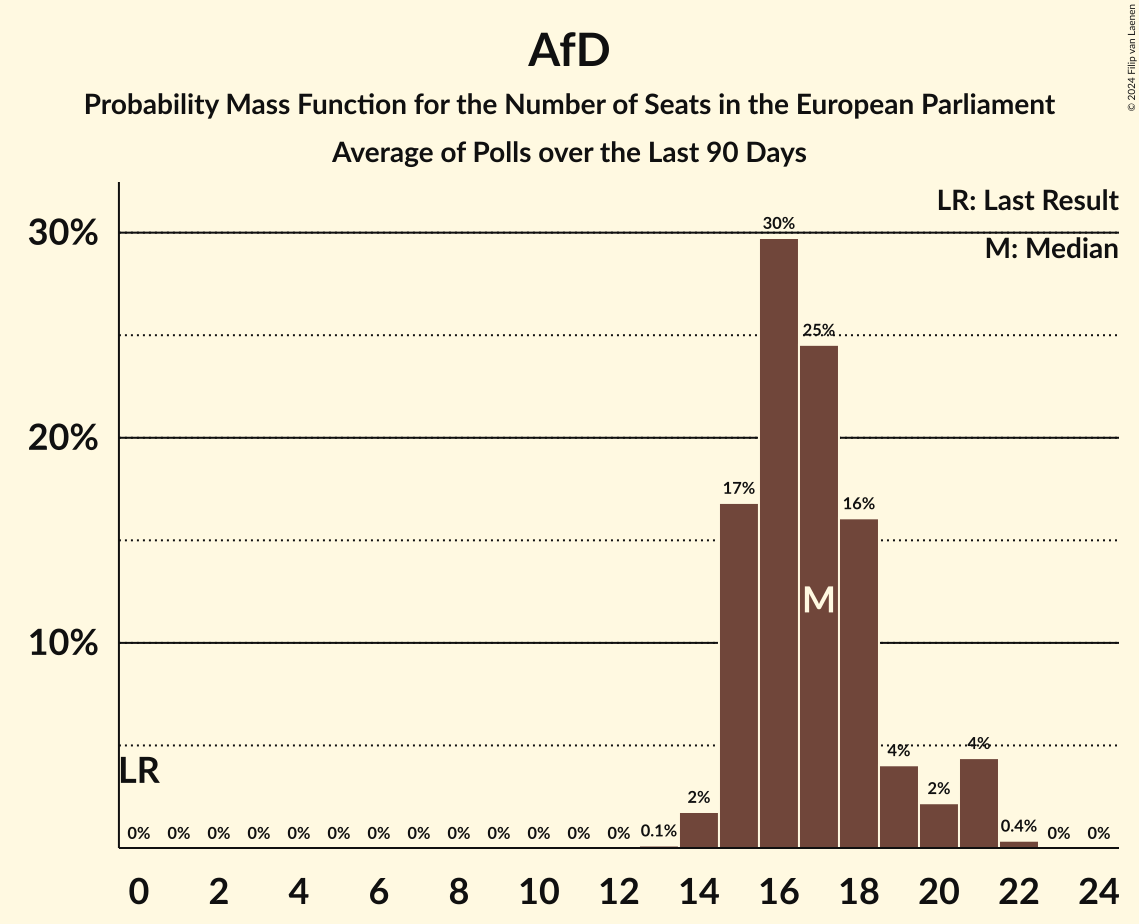 AfD
Probability Mass Function for the Number of Seats in the European Parliament
Average of Polls over the Last 90 Days
© 2024 Filip van Laenen
LR: Last Result
M: Median
30%
20%
10%
30%
25%
17%
16%
M
LR
4%
4%
2%
2%
0% 0% 0% 0% 0% 0% 0% 0% 0% 0% 0% 0% 0% 0.1% 0.4% 0% 0%
0 2 4 6 8 10 12 14 16 18 20 22 24